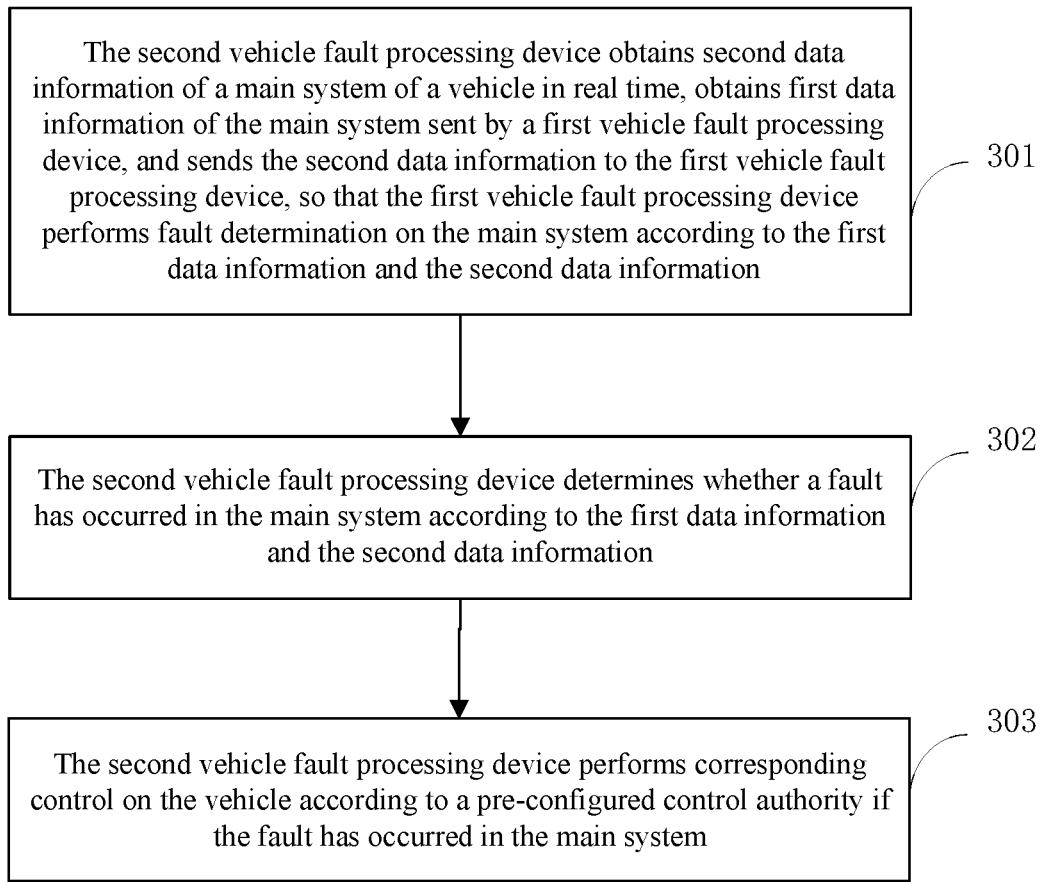 The second vehicle fault processing device obtains second data
information of a main system of a vehicle in real time, obtains first data
information of the main system sent by a first vehicle fault processing
device, and sends the second data information to the first vehicle fault
processing device, so that the first vehicle fault processing device
performs fault determination on the main system according to the first
data information and the second data information
301
The second vehicle fault processing device determines whether a fault
has occurred in the main system according to the first data information
and the second data information
302
The second vehicle fault processing device performs corresponding
control on the vehicle according to a pre-configured control authority if
the fault has occurred in the main system
303